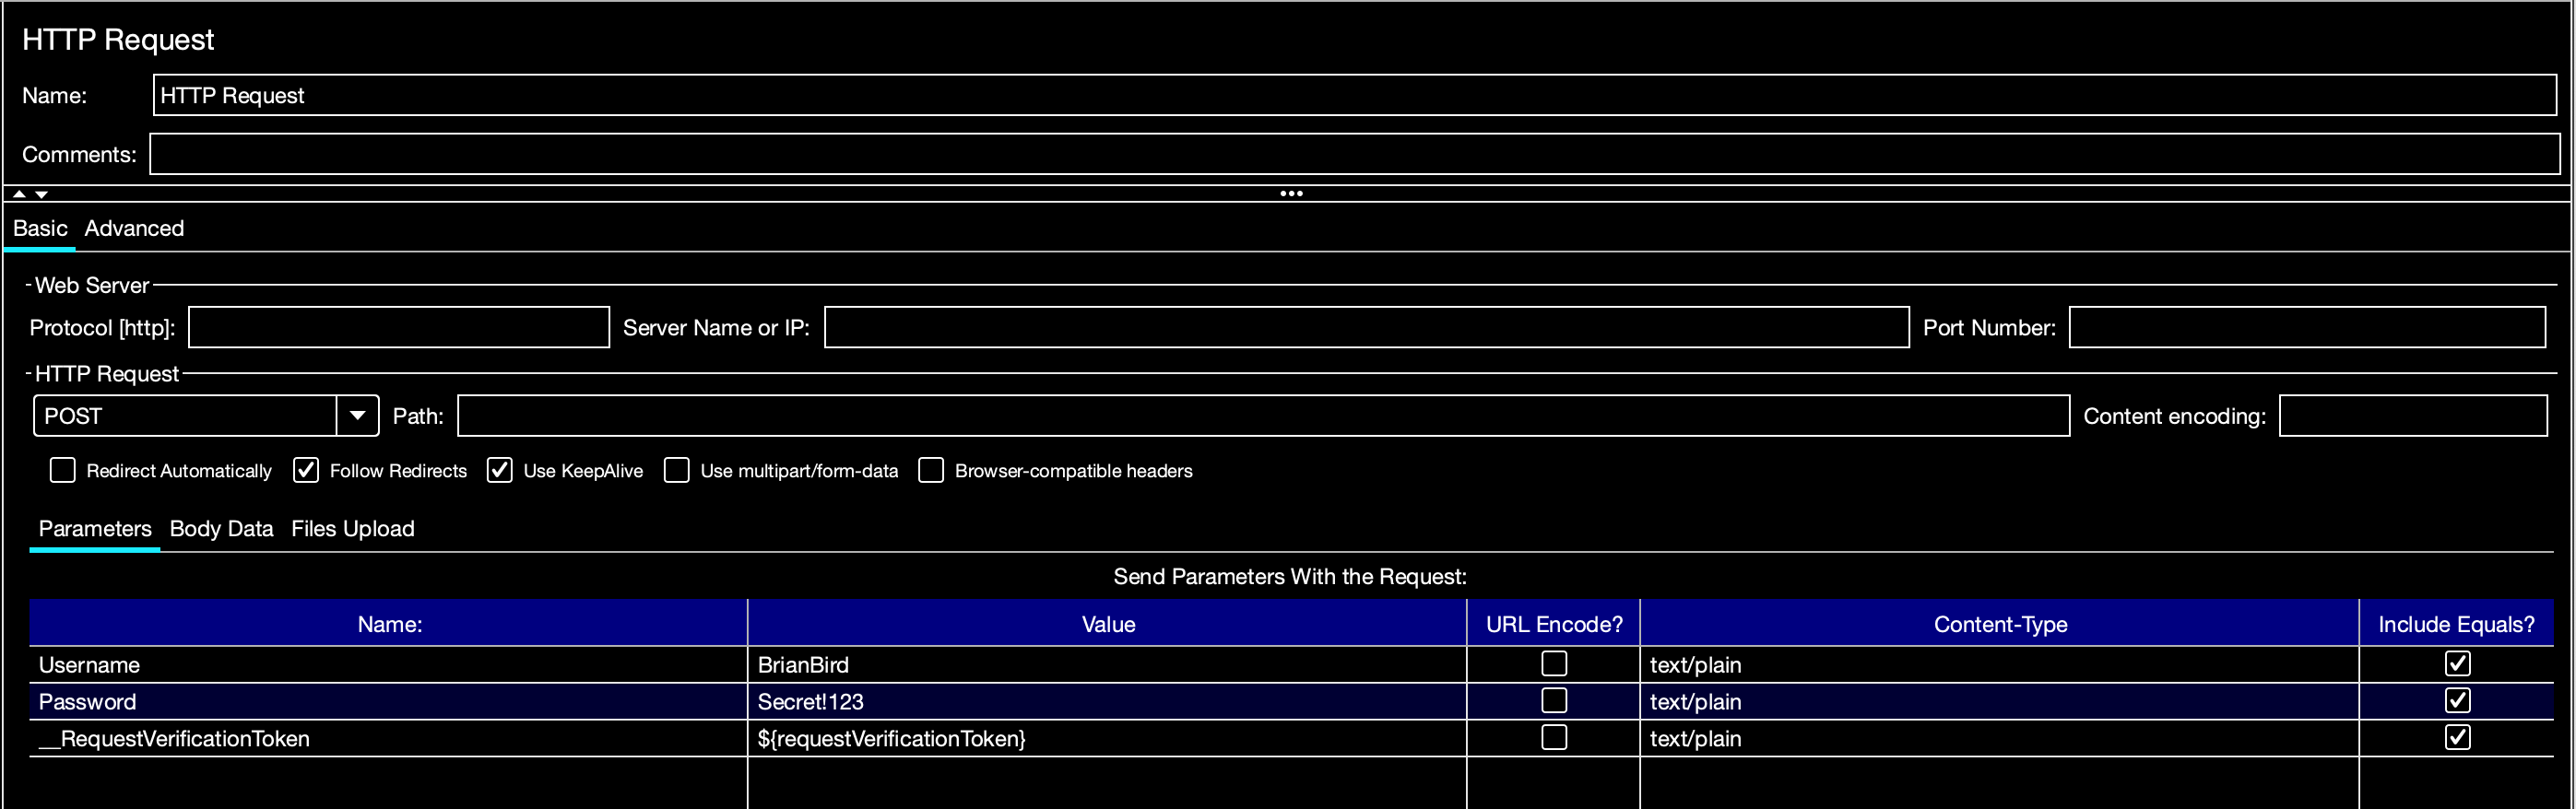 HTTP Request
Name: HTTP Request
Comments:
Basic Advanced
Web Server
Protocol [http]: Server Name or IP: Port Number:
HTTP Request
POST Path: Content encoding:
Redirect Automatically Follow Redirects Use KeepAlive Use multipart/form-data Browser-compatible headers
Parameters Body Data Files Upload
Send Parameters With the Request:
Name: Value URL Encode? Content-Type Include Equals?
Username BrianBird text/plain
Password Secret!123 text/plain
__RequestVerificationToken ${requestVerificationToken} text/plain